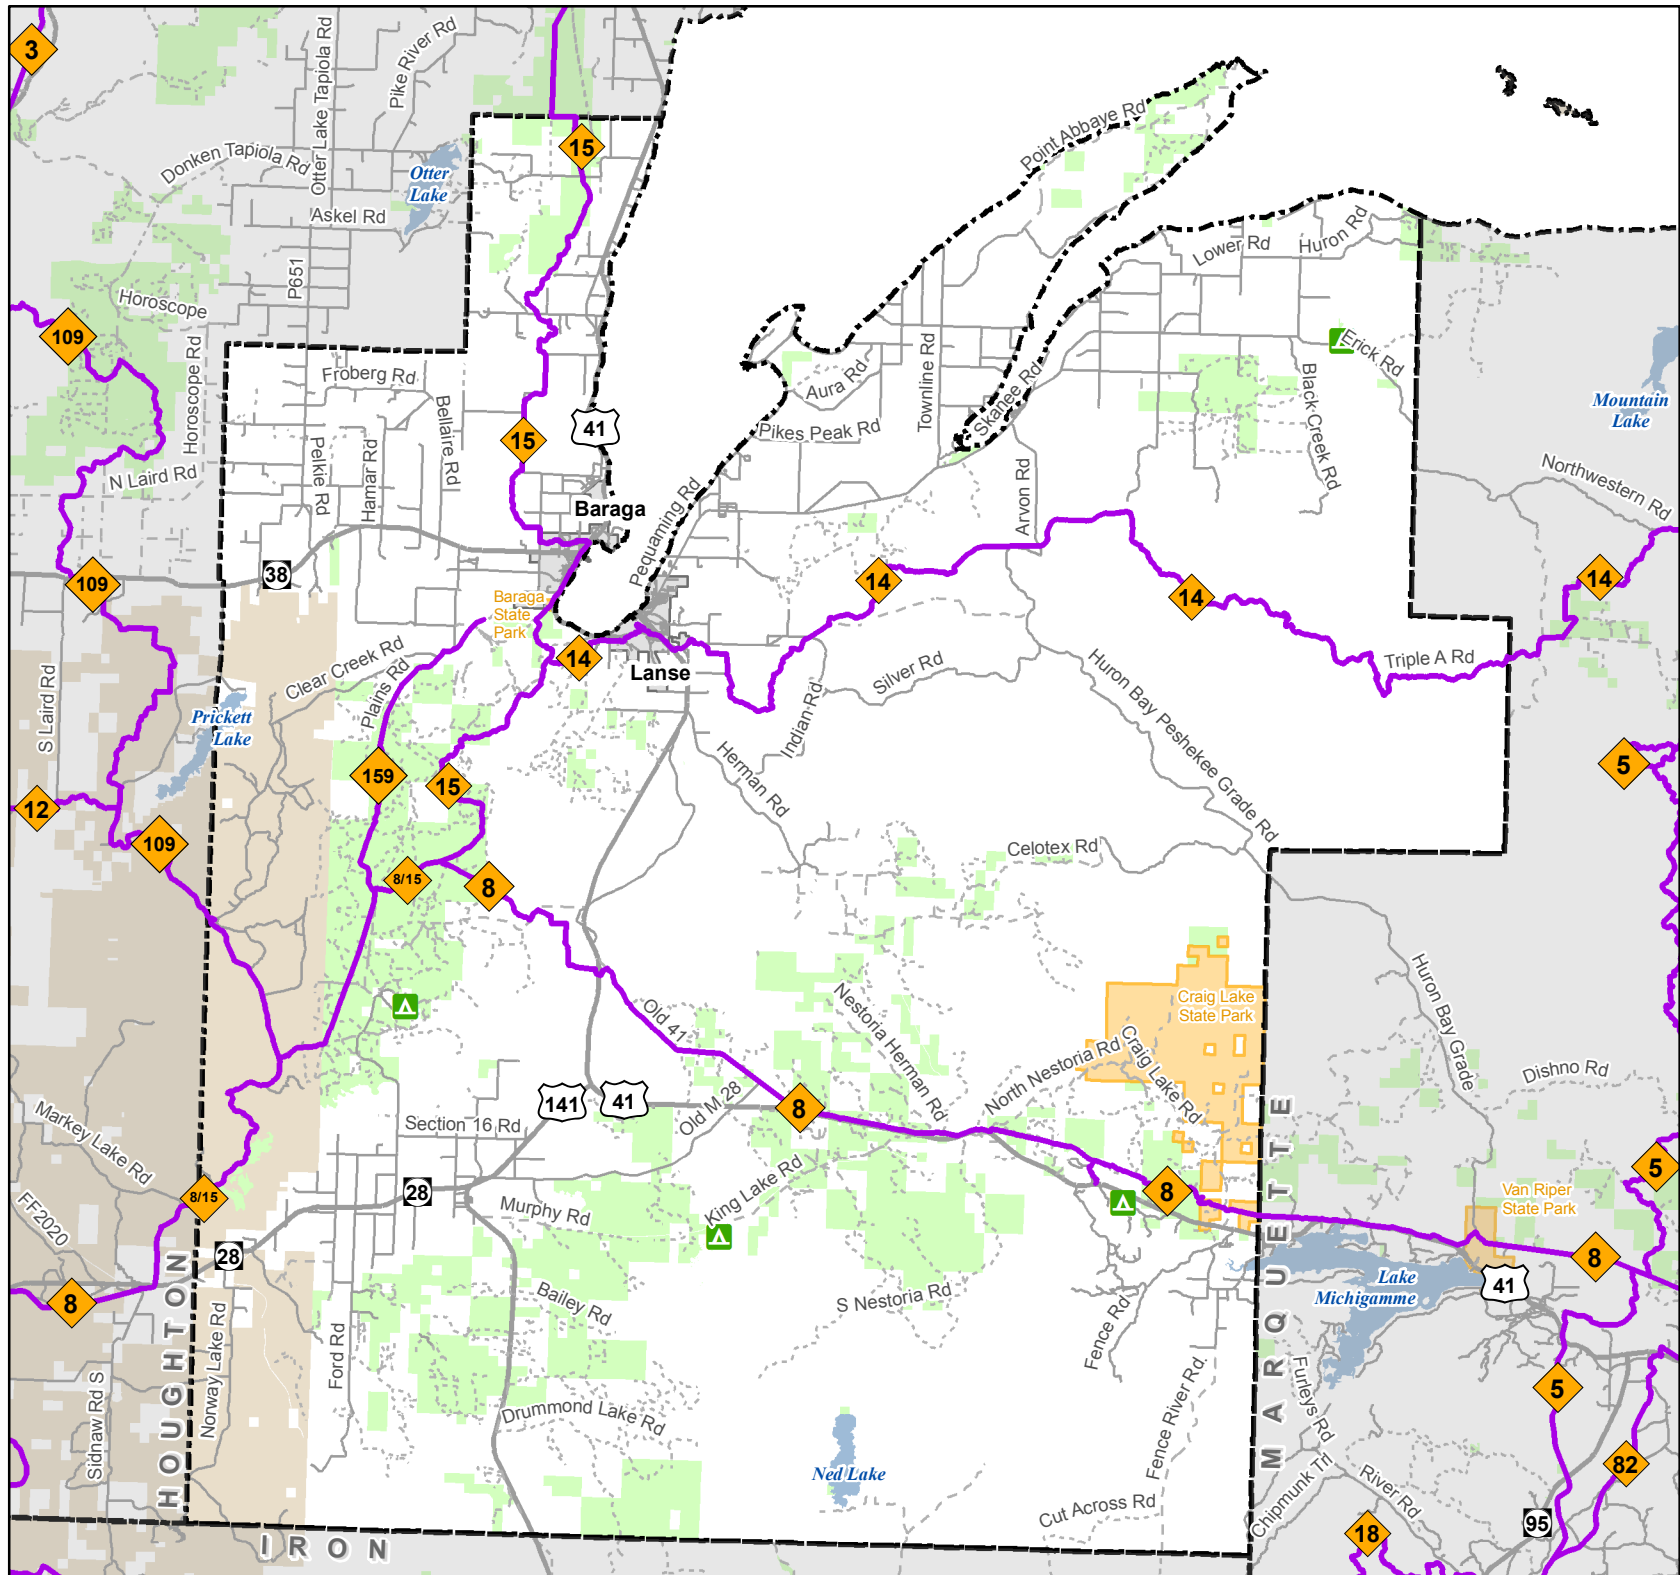 3
Otter Lake Tapiola Rd
Pike River Rd
15
Point Abbaye Rd
Donken Tapiola Rd
Otter
Lake
Askel Rd
Lower Rd
Huron Rd
P651
Horoscope
109
Horoscope Rd
Erick Rd
Froberg Rd
Aura Rd
Townline Rd
Skanee Rd
Black Creek Rd
Mountain
Lake
Bellaire Rd
15
41
Pikes Peak Rd
Pelkie Rd
Hamar Rd
N Laird Rd
Northwestern Rd
Baraga
Pequaming Rd
Arvon Rd
38
109
14
14
14
Baraga
State
Park
Clear Creek Rd
14
Lanse
Silver Rd
Triple A Rd
S Laird Rd
Plains Rd
Prickett
Lake
Indian Rd
Huron Bay Peshekee Grade Rd
Herman Rd
159
15
5
12
109
Celotex Rd
8/15
8
Old 41
Nestoria Herman Rd
Craig Lake
State Park
Huron Bay Grade
North Nestoria Rd
Craig Lake Rd
Dishno Rd
141
41
Old M 28
8
Section 16 Rd
Markey Lake Rd
8/15
28
King Lake Rd
8
5
Van Riper
State Park
FF2020
Murphy Rd
28
8
8
Lake
Michigamme
41
S Nestoria Rd
Bailey Rd
Fence Rd
Norway Lake Rd
Ford Rd
HOUGHTON
MARQUETTE
Sidnaw Rd S
Furleys Rd
5
Drummond Lake Rd
Fence River Rd.
Ned Lake
82
Chipmunk Trl
River Rd
Cut Across Rd
95
18
IRON